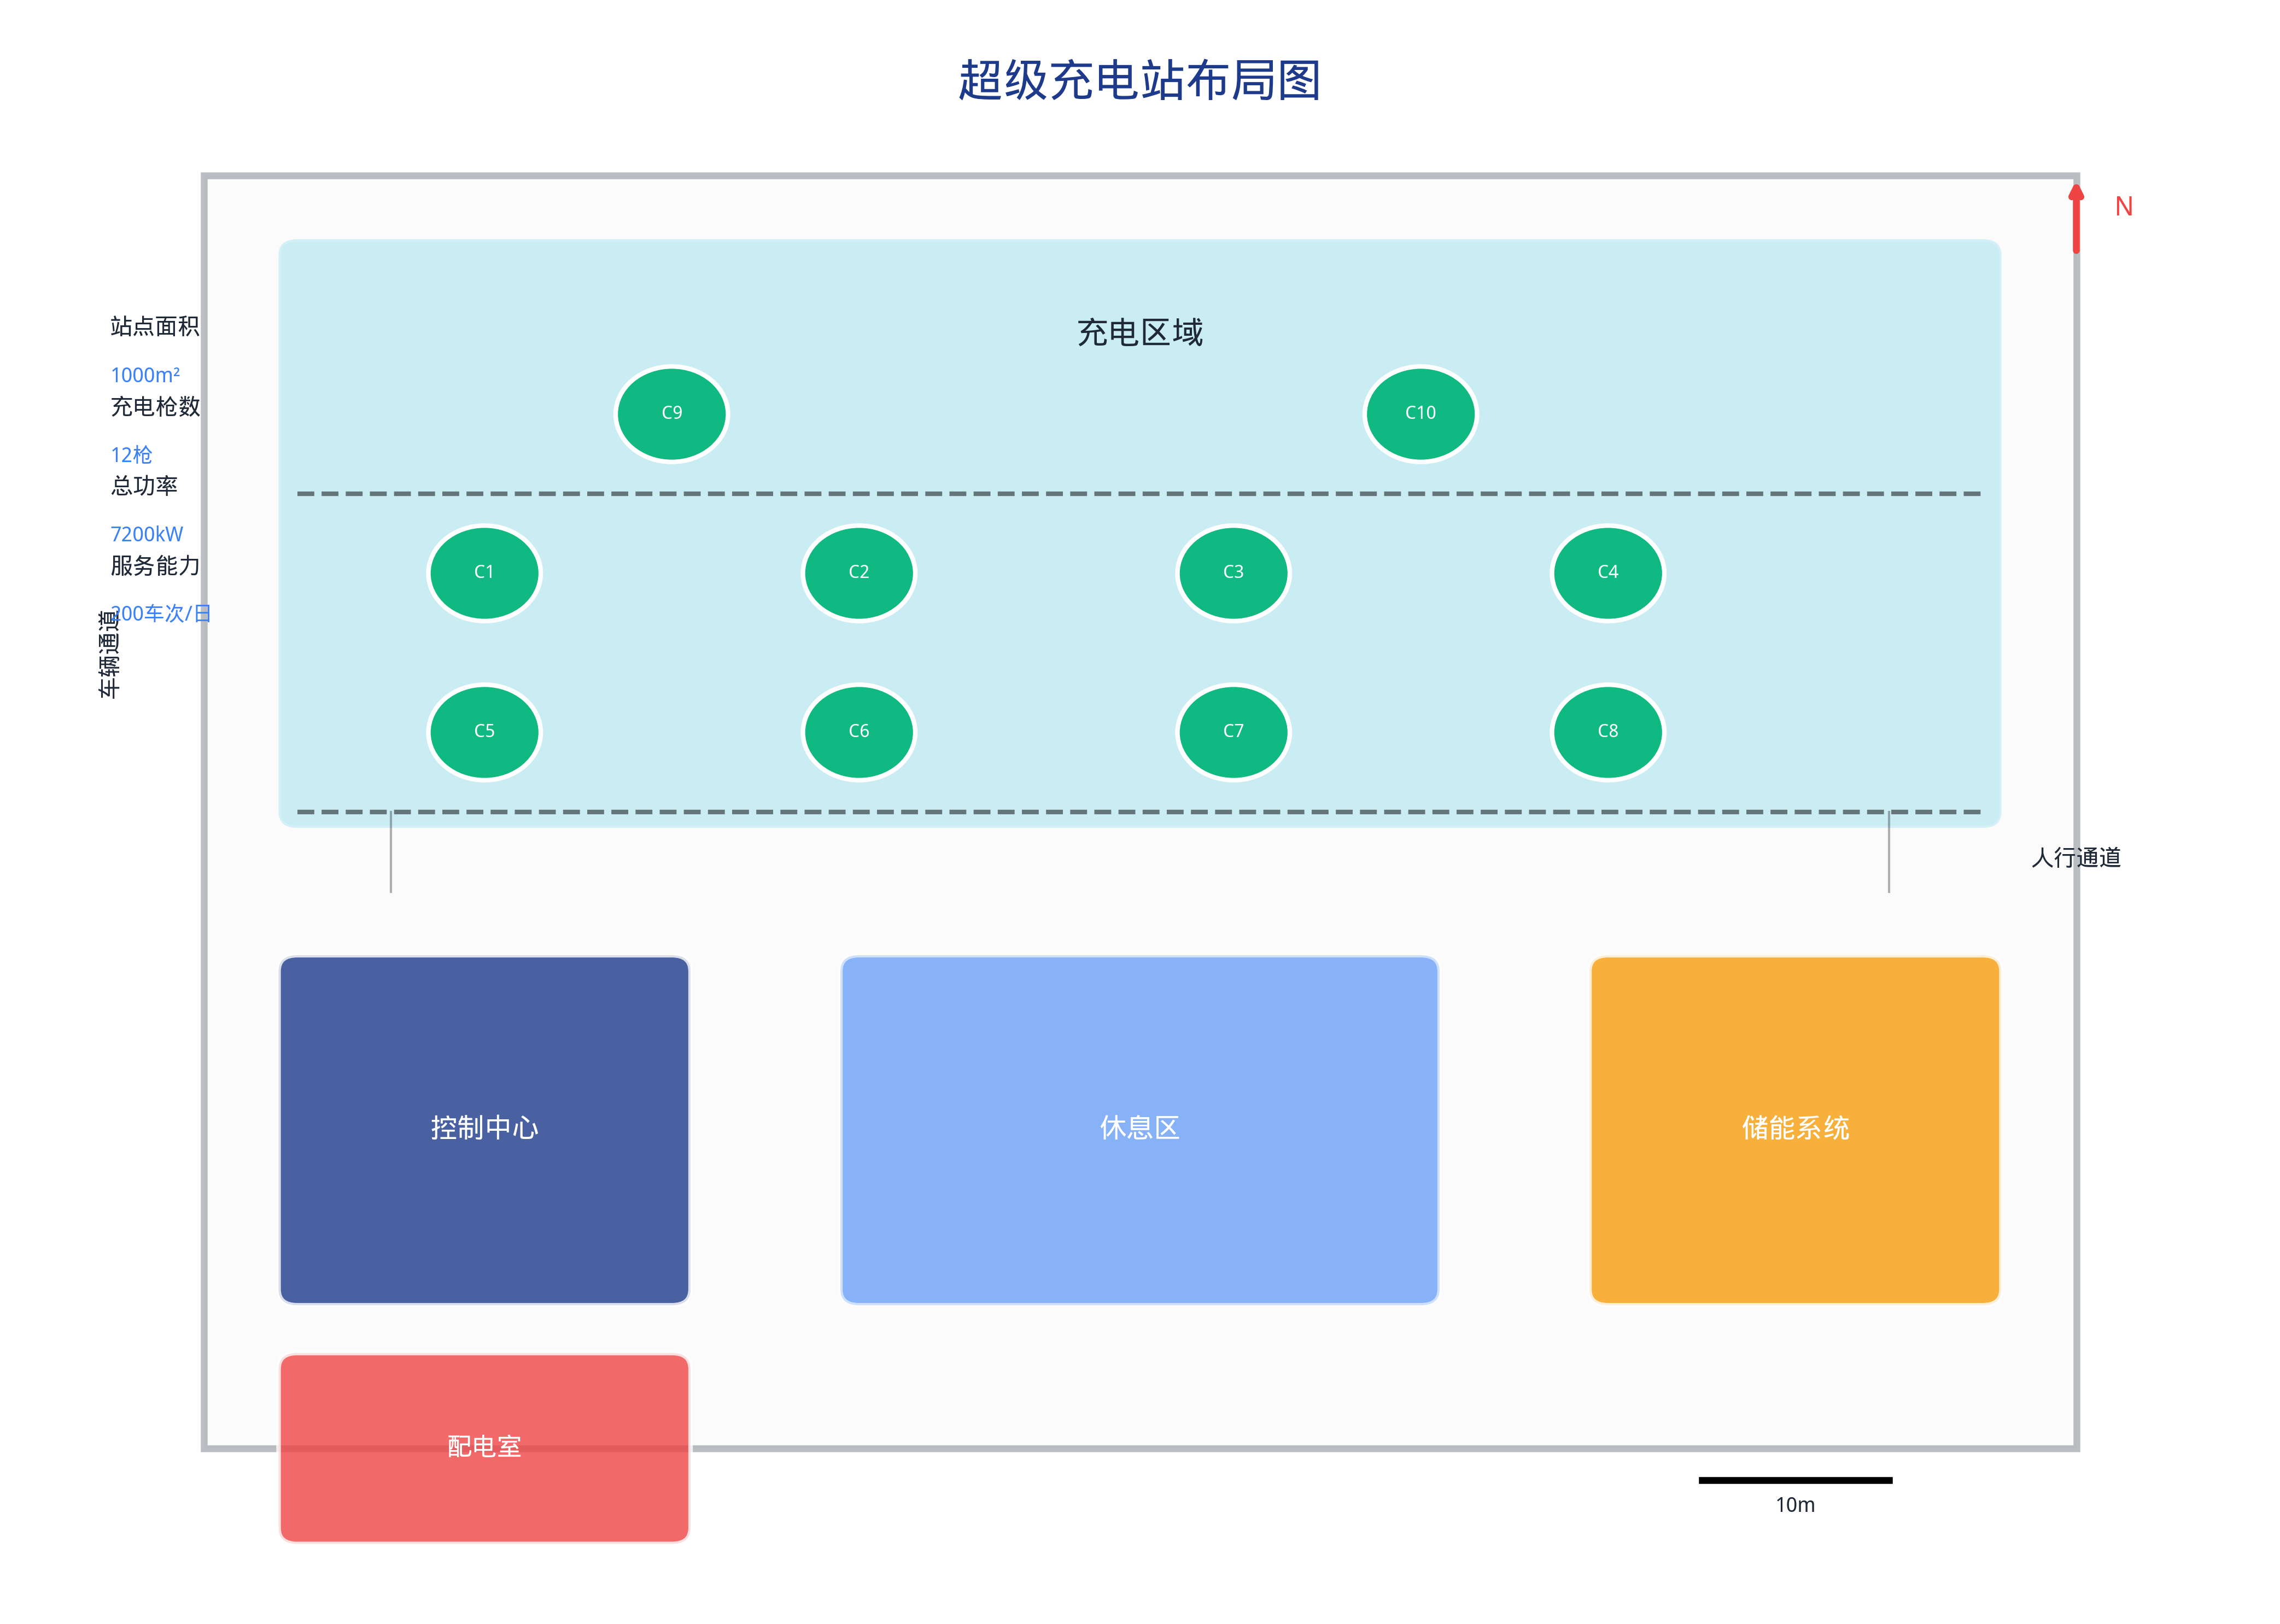 超级充电站布局图
N
站点面积
1000m²
充电枪数
12枪
总功率
7200kW
服务能力
200车次/日
车辆通道
充电区域
C9
C10
C1
C2
C3
C4
C5
C6
C7
C8
人行通道
控制中心
休息区
储能系统
配电室
10m